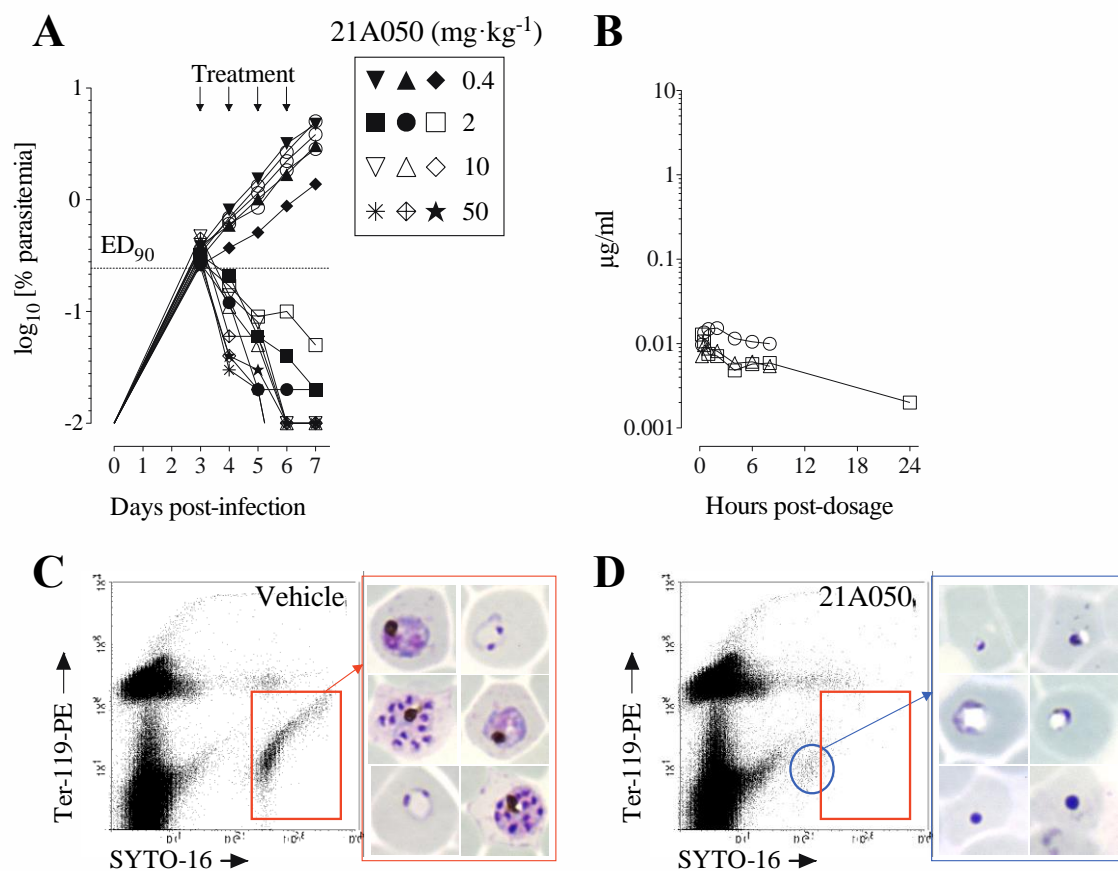 A
21A050 (mg·kg-1)
Treatment
0.4
2
10
50
ED90
log10 [% parasitemia]
1
0
-1
-2
0 1 2 3 4 5 6 7
Days post-infection
B
µg/ml
10
1
0.1
0.01
0.001
0 6 12 18 24
Hours post-dosage
C
Vehicle
Ter-119-PE
SYTO-16
D
21A050
Ter-119-PE
SYTO-16